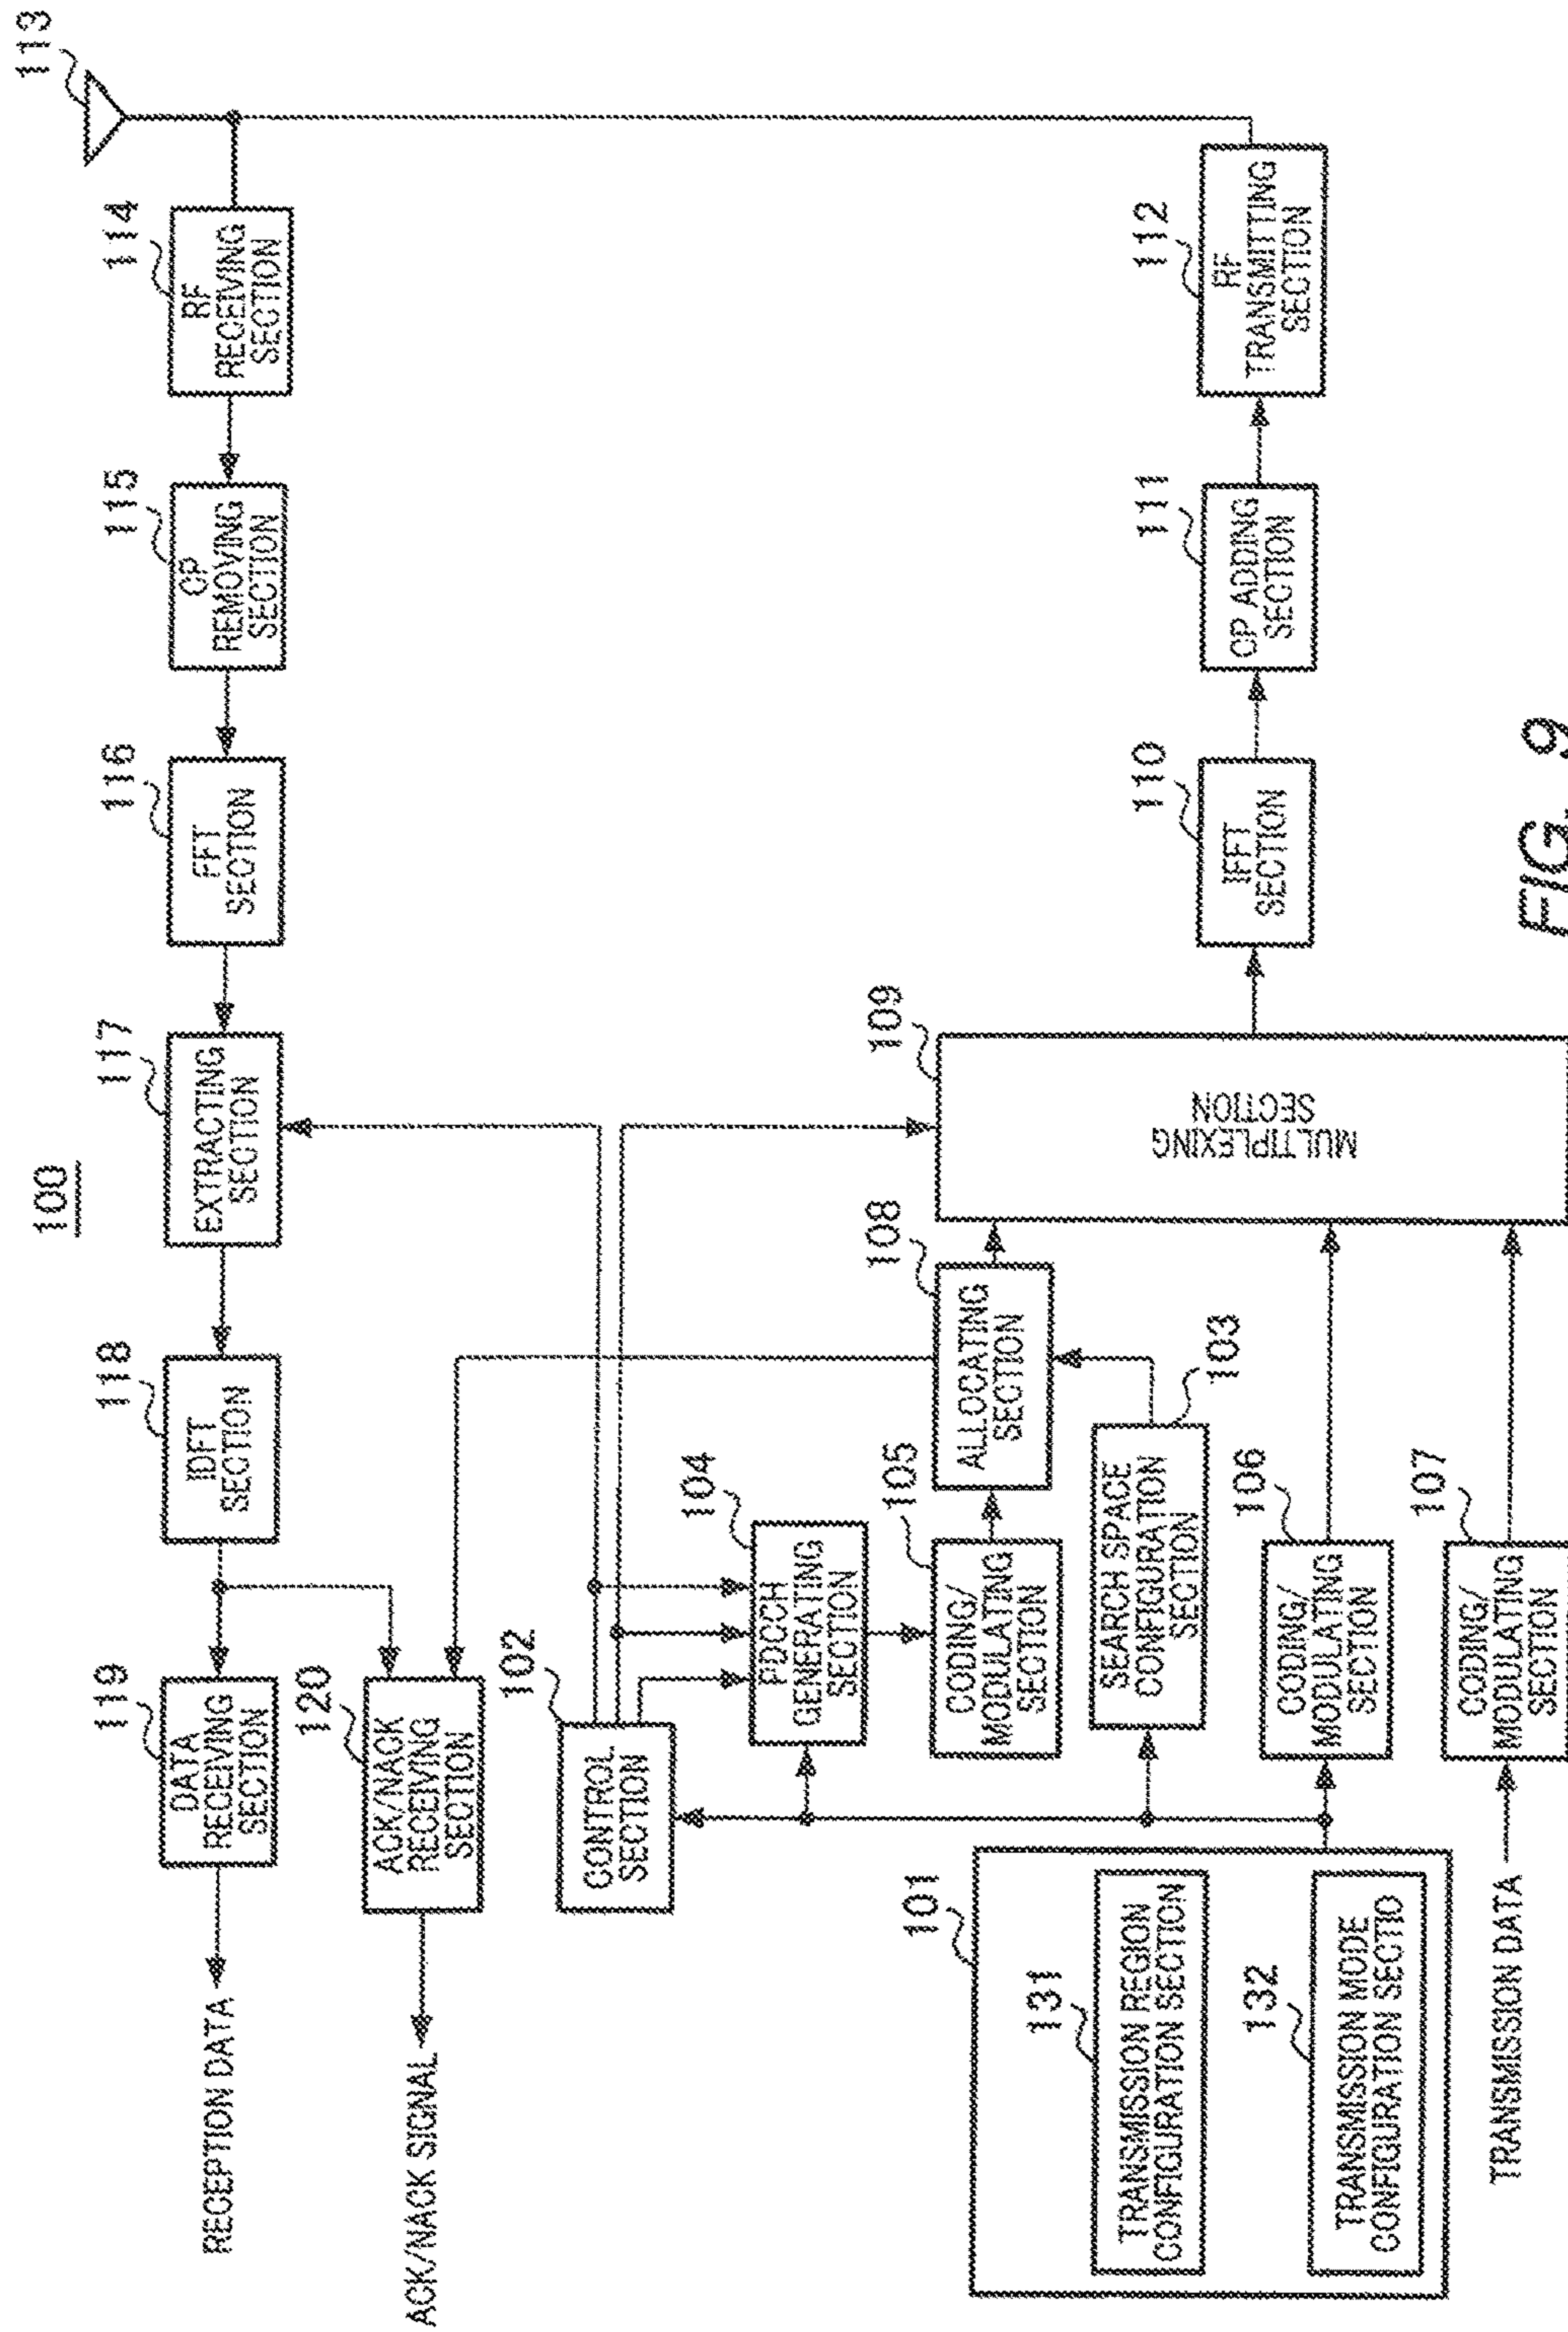 100
113
RECEPTION DATA
119
DATA
RECEIVING
SECTION
118
IDFT
SECTION
117
EXTRACTING
SECTION
116
FFT
SECTION
115
CP
REMOVING
SECTION
114
RF
RECEIVING
SECTION
ACK/NACK SIGNAL
120
ACK/NACK
RECEIVING
SECTION
102
CONTROL
SECTION
104
PDCCH
GENERATING
SECTION
105
CODING/
MODULATING
SECTION
108
ALLOCATING
SECTION
109
MULTIPLEXING
SECTION
110
IFFT
SECTION
111
CP ADDING
SECTION
112
RF
TRANSMITTING
SECTION
101
131
TRANSMISSION REGION
CONFIGURATION SECTION
132
TRANSMISSION MODE
CONFIGURATION SECTIO
103
SEARCH SPACE
CONFIGURATION
SECTION
106
CODING/
MODULATING
SECTION
107
CODING/
MODULATING
SECTION
TRANSMISSION DATA
FIG. 9